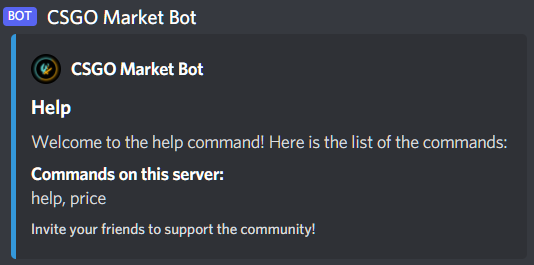 BOT CSGO Market Bot
CSGO Market Bot
Help
Welcome to the help command! Here is the list of the commands:
Commands on this server:
help, price
Invite your friends to support the community!